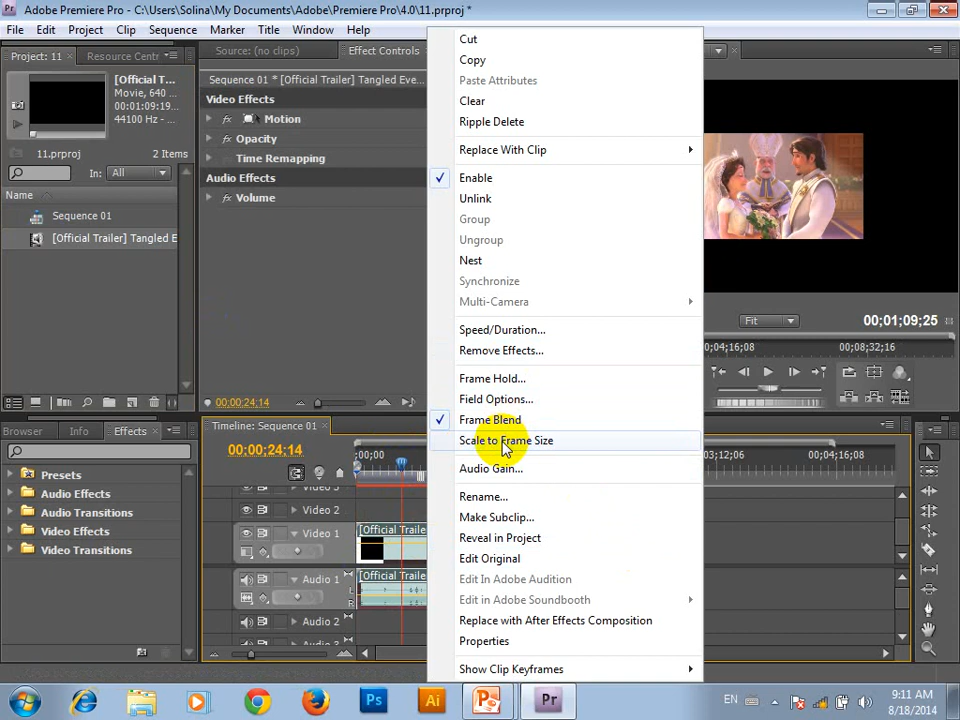 Pr
Adobe Premiere Pro - C:\Users\Solina\My Documents\Adobe\Premiere Pro\4.0\11.prproj *
File Edit Project Clip Sequence Marker Title Window Help
Project: 11
Resource Centr
Source: (no clips)
Effect Controls
[Official T...
Movie, 640
00:01:09:19
44100 Hz -
11.prproj
2 Items
In: All
Name
Sequence 01
[Official Trailer] Tangled E
Sequence 01 * [Official Trailer] Tangled Eve...
Video Effects
fx Motion
fx Opacity
Time Remapping
Audio Effects
fx Volume
00:00:24:14
Cut
Copy
Paste Attributes
Clear
Ripple Delete
Replace With Clip
Enable
Unlink
Group
Ungroup
Nest
Synchronize
Multi-Camera
Speed/Duration...
Remove Effects...
Frame Hold...
Field Options...
Frame Blend
Scale to Frame Size
Audio Gain...
Rename...
Make Subclip...
Reveal in Project
Edit Original
Edit In Adobe Audition
Edit in Adobe Soundbooth
Replace with After Effects Composition
Properties
Show Clip Keyframes
Fit
00;01;09;25
00;04;16;08
00;08;32;16
Browser
Info
Effects
Presets
Audio Effects
Audio Transitions
Video Effects
Video Transitions
Timeline: Sequence 01
00:00:24:14
;00;00
03;12;06
00;04;16;08
Video 2
Video 1
[Official Traile
Audio 1
[Official Traile
L
R
Audio 2
Ps
Ai
Pr
EN
9:11 AM
8/18/2014